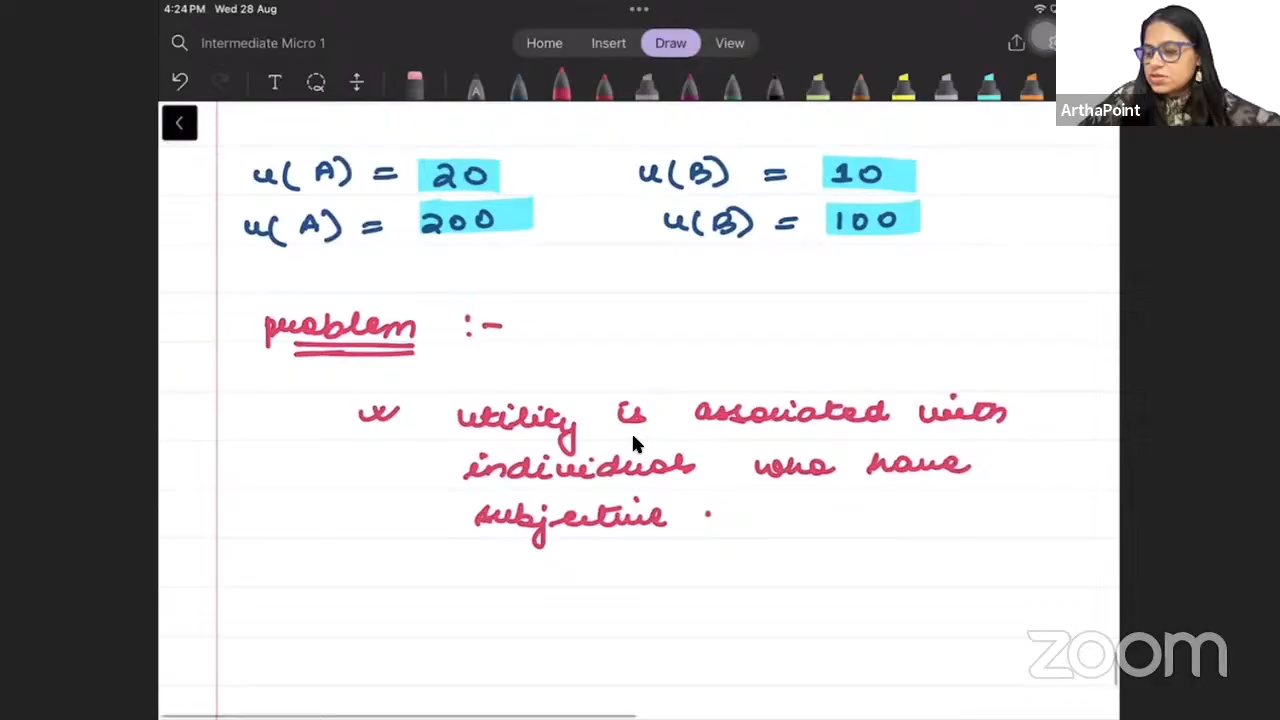 4:24 PM Wed 28 Aug
Intermediate Micro 1
Home Insert Draw View
ArthaPoint
u(A) = 20 u(B) = 10
u(A) = 200 u(B) = 100
problem :-
utility is associated with
individuals who have
subjective
zoom